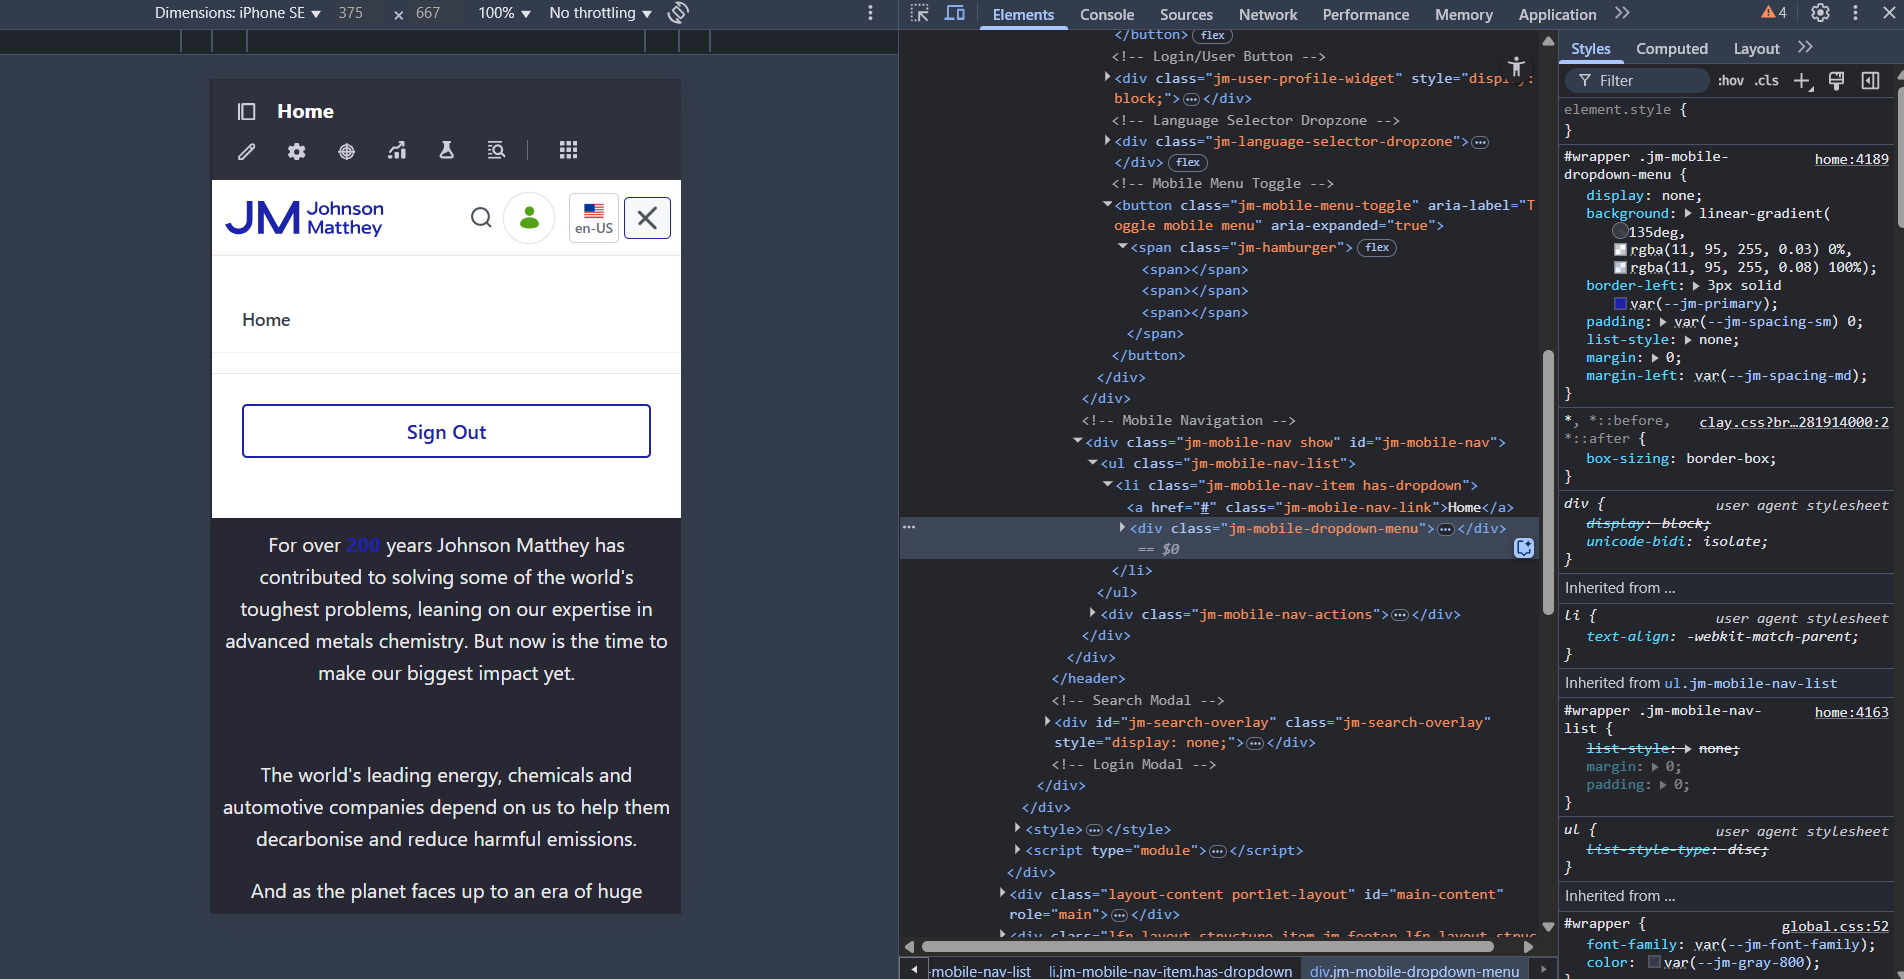 Dimensions: iPhone SE ▼ 375 × 667 100% ▼ No throttling ▼
Home
JM Johnson
Matthey
en-US
Home
Sign Out
For over 200 years Johnson Matthey has
contributed to solving some of the world's
toughest problems, leaning on our expertise in
advanced metals chemistry. But now is the time to
make our biggest impact yet.
The world's leading energy, chemicals and
automotive companies depend on us to help them
decarbonise and reduce harmful emissions.
And as the planet faces up to an era of huge
Elements Console Sources Network Performance Memory Application 4
</button> flex
<!-- Login/User Button -->
<div class="jm-user-profile-widget" style="display:
block;"> </div>
<!-- Language Selector Dropzone -->
<div class="jm-language-selector-dropzone">
</div> flex
<!-- Mobile Menu Toggle -->
<button class="jm-mobile-menu-toggle" aria-label="T
oggle mobile menu" aria-expanded="true">
<span class="jm-hamburger"> flex
<span></span>
<span></span>
<span></span>
</span>
</button>
</div>
</div>
<!-- Mobile Navigation -->
<div class="jm-mobile-nav show" id="jm-mobile-nav">
<ul class="jm-mobile-nav-list">
<li class="jm-mobile-nav-item has-dropdown">
<a href="#" class="jm-mobile-nav-link">Home</a>
<div class="jm-mobile-dropdown-menu"> </div>
== $0
</li>
</ul>
<div class="jm-mobile-nav-actions"> </div>
</div>
</div>
</header>
<!-- Search Modal -->
<div id="jm-search-overlay" class="jm-search-overlay"
style="display: none;"> </div>
<!-- Login Modal -->
</div>
</div>
<style> </style>
<script type="module"> </script>
</div>
<div class="layout-content portlet-layout" id="main-content"
role="main"> </div>
-mobile-nav-list li.jm-mobile-nav-item.has-dropdown div.jm-mobile-dropdown-menu
Styles Computed Layout
Filter :hov .cls
element.style {
}
#wrapper .jm-mobile- home:4189
dropdown-menu {
display: none;
background: linear-gradient(
135deg,
rgba(11, 95, 255, 0.03) 0%,
rgba(11, 95, 255, 0.08) 100%);
border-left: 3px solid
var(--jm-primary);
padding: var(--jm-spacing-sm) 0;
list-style: none;
margin: 0;
margin-left: var(--jm-spacing-md);
}
*, *::before, clay.css?br…281914000:2
*::after {
box-sizing: border-box;
}
div { user agent stylesheet
display: block;
unicode-bidi: isolate;
}
Inherited from ...
li { user agent stylesheet
text-align: -webkit-match-parent;
}
Inherited from ul.jm-mobile-nav-list
#wrapper .jm-mobile-nav- home:4163
list {
list-style: none;
margin: 0;
padding: 0;
}
ul { user agent stylesheet
list-style-type: disc;
}
Inherited from ...
#wrapper { global.css:52
font-family: var(--jm-font-family);
color: var(--jm-gray-800);